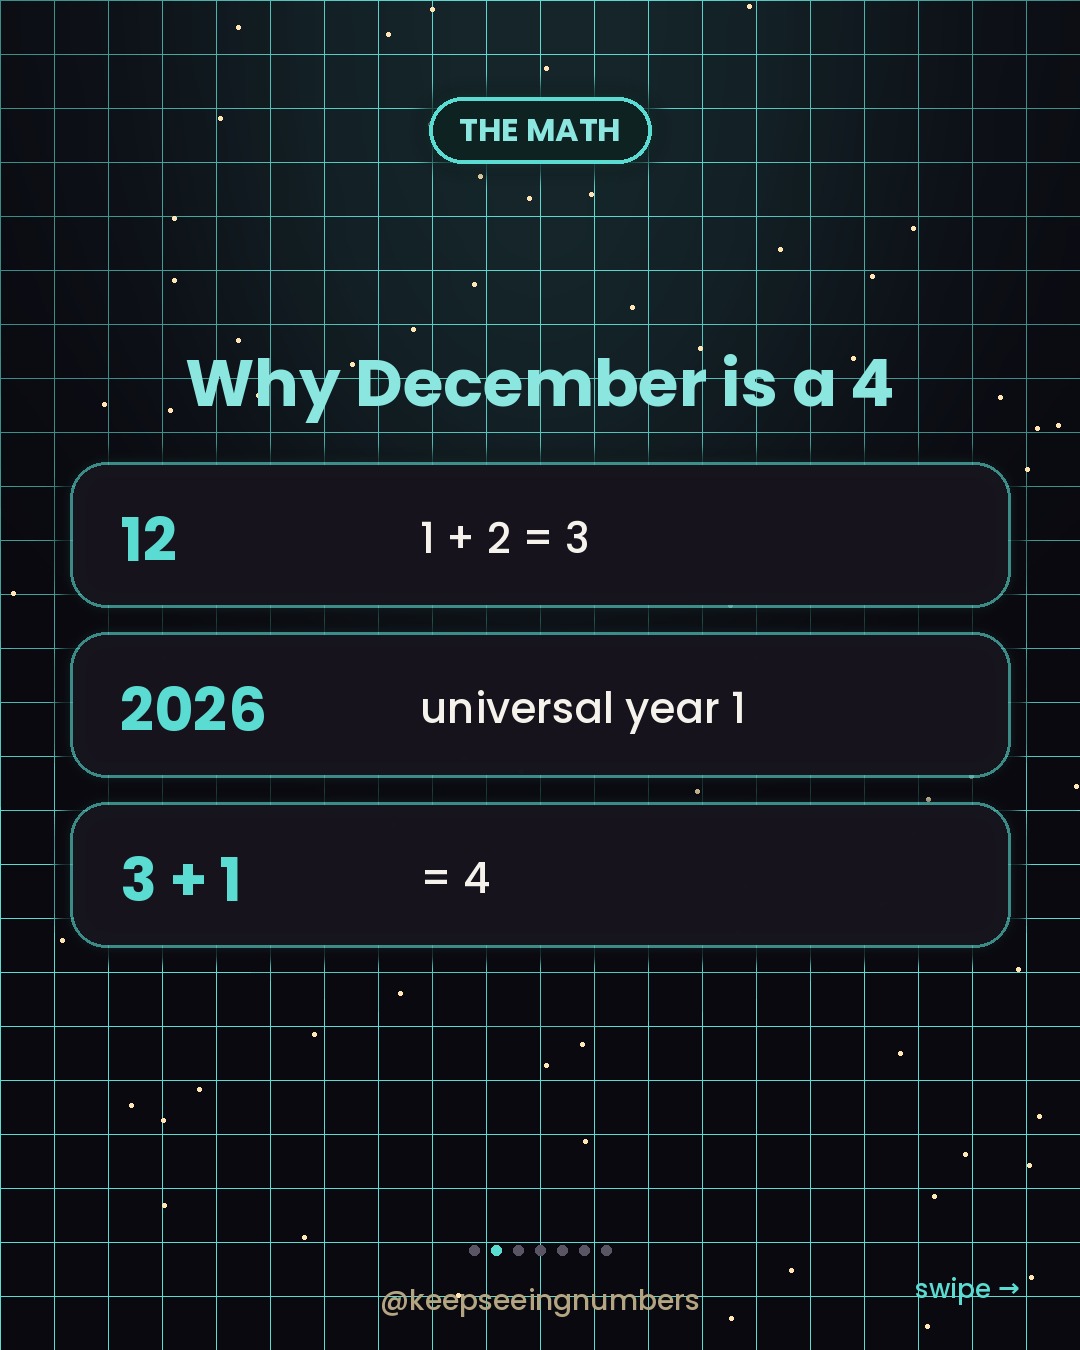 THE MATH
Why December is a 4
12 1 + 2 = 3
2026 universal year 1
3 + 1 = 4
swipe →
@keepseeingnumbers